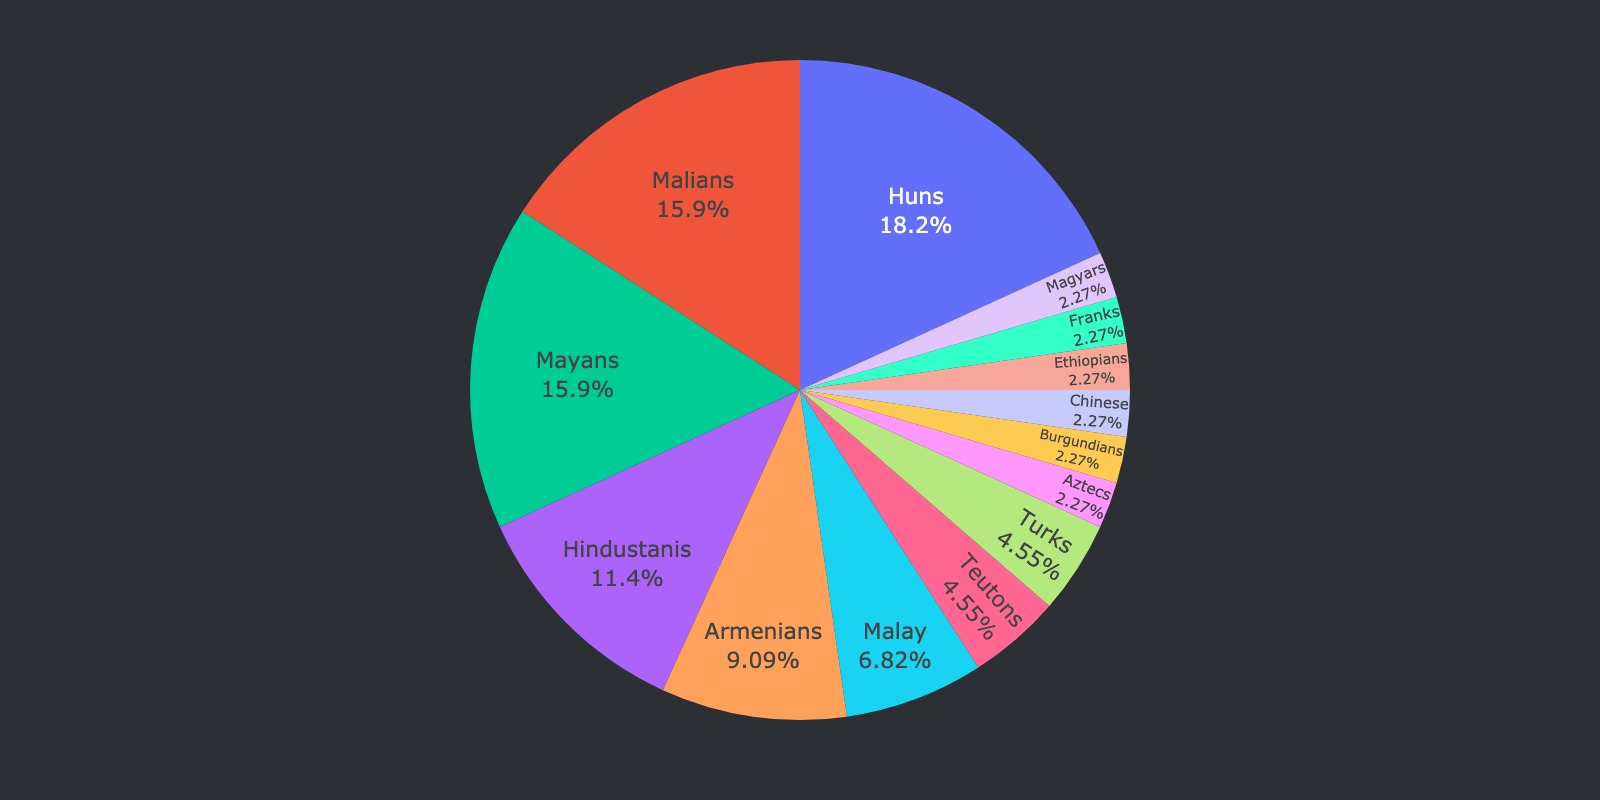 Malians
15.9%
Huns
18.2%
Magyars
2.27%
Franks
2.27%
Ethiopians
2.27%
Chinese
2.27%
Burgundians
2.27%
Aztecs
2.27%
Turks
4.55%
Teutons
4.55%
Malay
6.82%
Armenians
9.09%
Hindustanis
11.4%
Mayans
15.9%